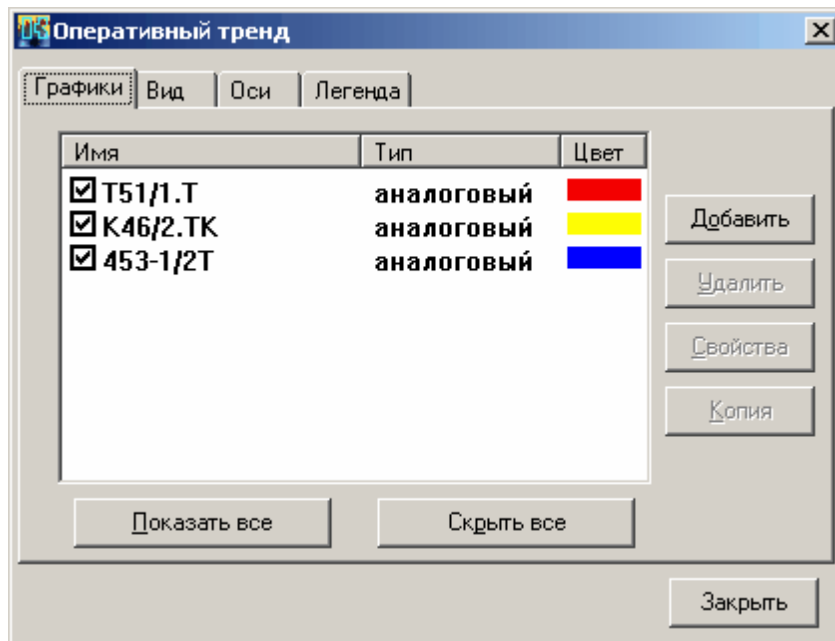 Оперативный тренд
Графики Вид Оси Легенда
Имя Тип Цвет
T51/1.T аналоговый
K46/2.TK аналоговый
453-1/2T аналоговый
Добавить
Удалить
Свойства
Копия
Показать все Скрыть все
Закрыть